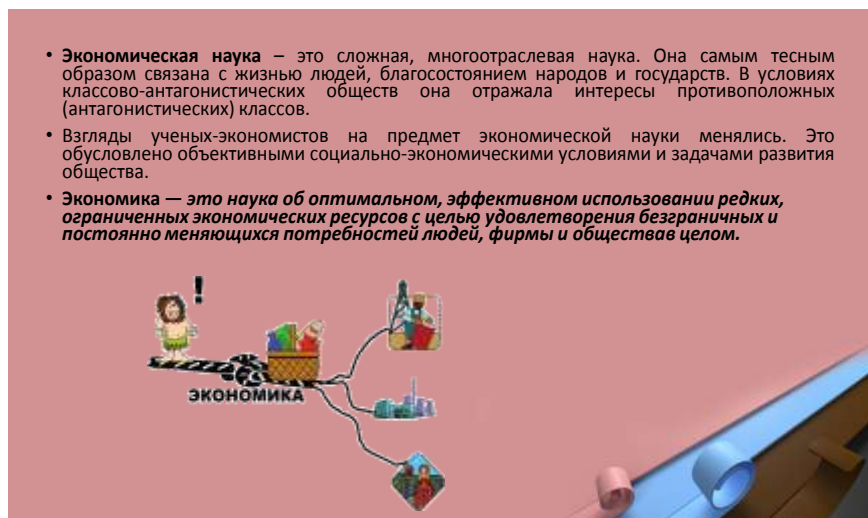 • Экономическая наука – это сложная, многоотраслевая наука. Она самым тесным
образом связана с жизнью людей, благосостоянием народов и государств. В условиях
классово-антагонистических обществ она отражала интересы противоположных
(антагонистических) классов.
• Взгляды ученых-экономистов на предмет экономической науки менялись. Это
обусловлено объективными социально-экономическими условиями и задачами развития
общества.
• Экономика — это наука об оптимальном, эффективном использовании редких,
ограниченных экономических ресурсов с целью удовлетворения безграничных и
постоянно меняющихся потребностей людей, фирмы и обществав целом.
!
ЭКОНОМИКА